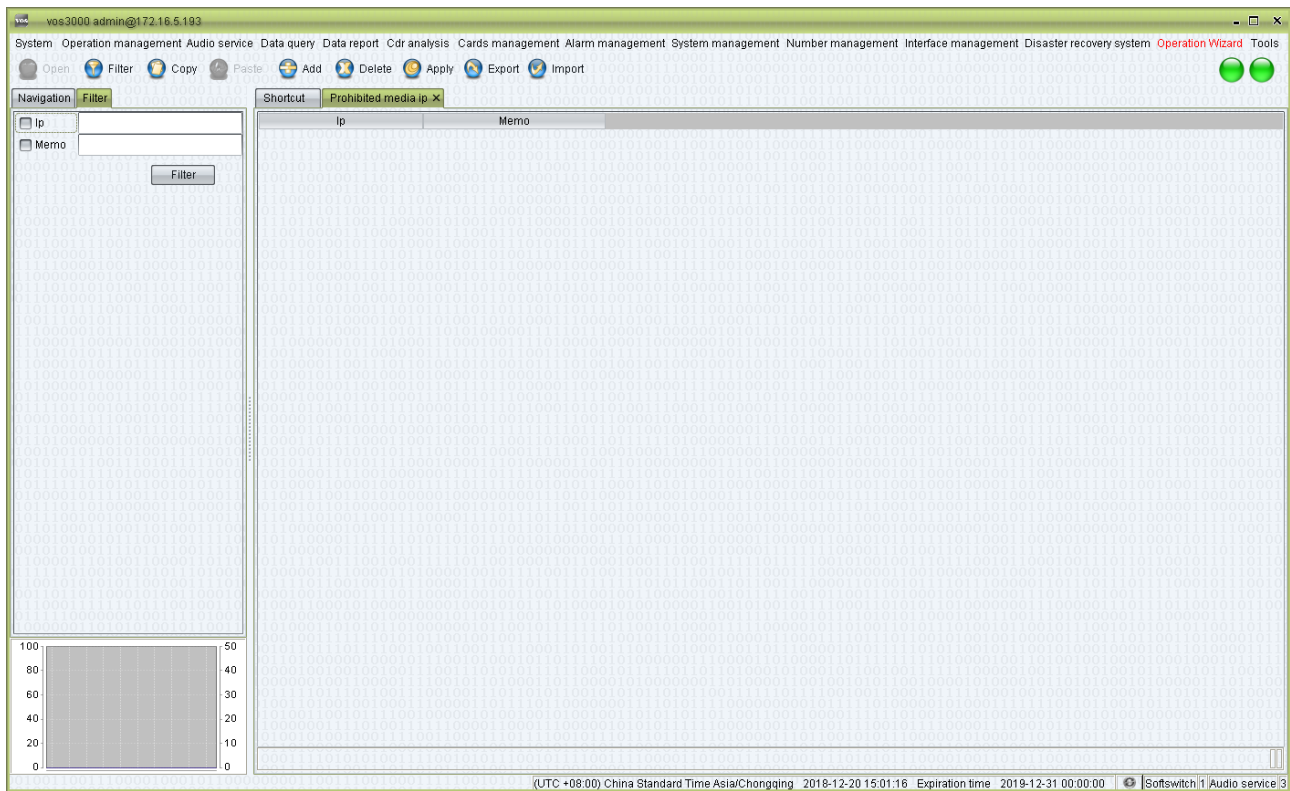 vos vos3000 admin@172.16.5.193
System Operation management Audio service Data query Data report Cdr analysis Cards management Alarm management System management Number management Interface management Disaster recovery system Operation Wizard Tools
Open Filter Copy Paste Add Delete Apply Export Import
Navigation Filter Shortcut Prohibited media ip
Ip Ip Memo
Memo
Filter
100 50
80 40
60 30
40 20
20 10
0 0
(UTC +08:00) China Standard Time Asia/Chongqing 2018-12-20 15:01:16 Expiration time 2019-12-31 00:00:00 Softswitch 1 Audio service 3